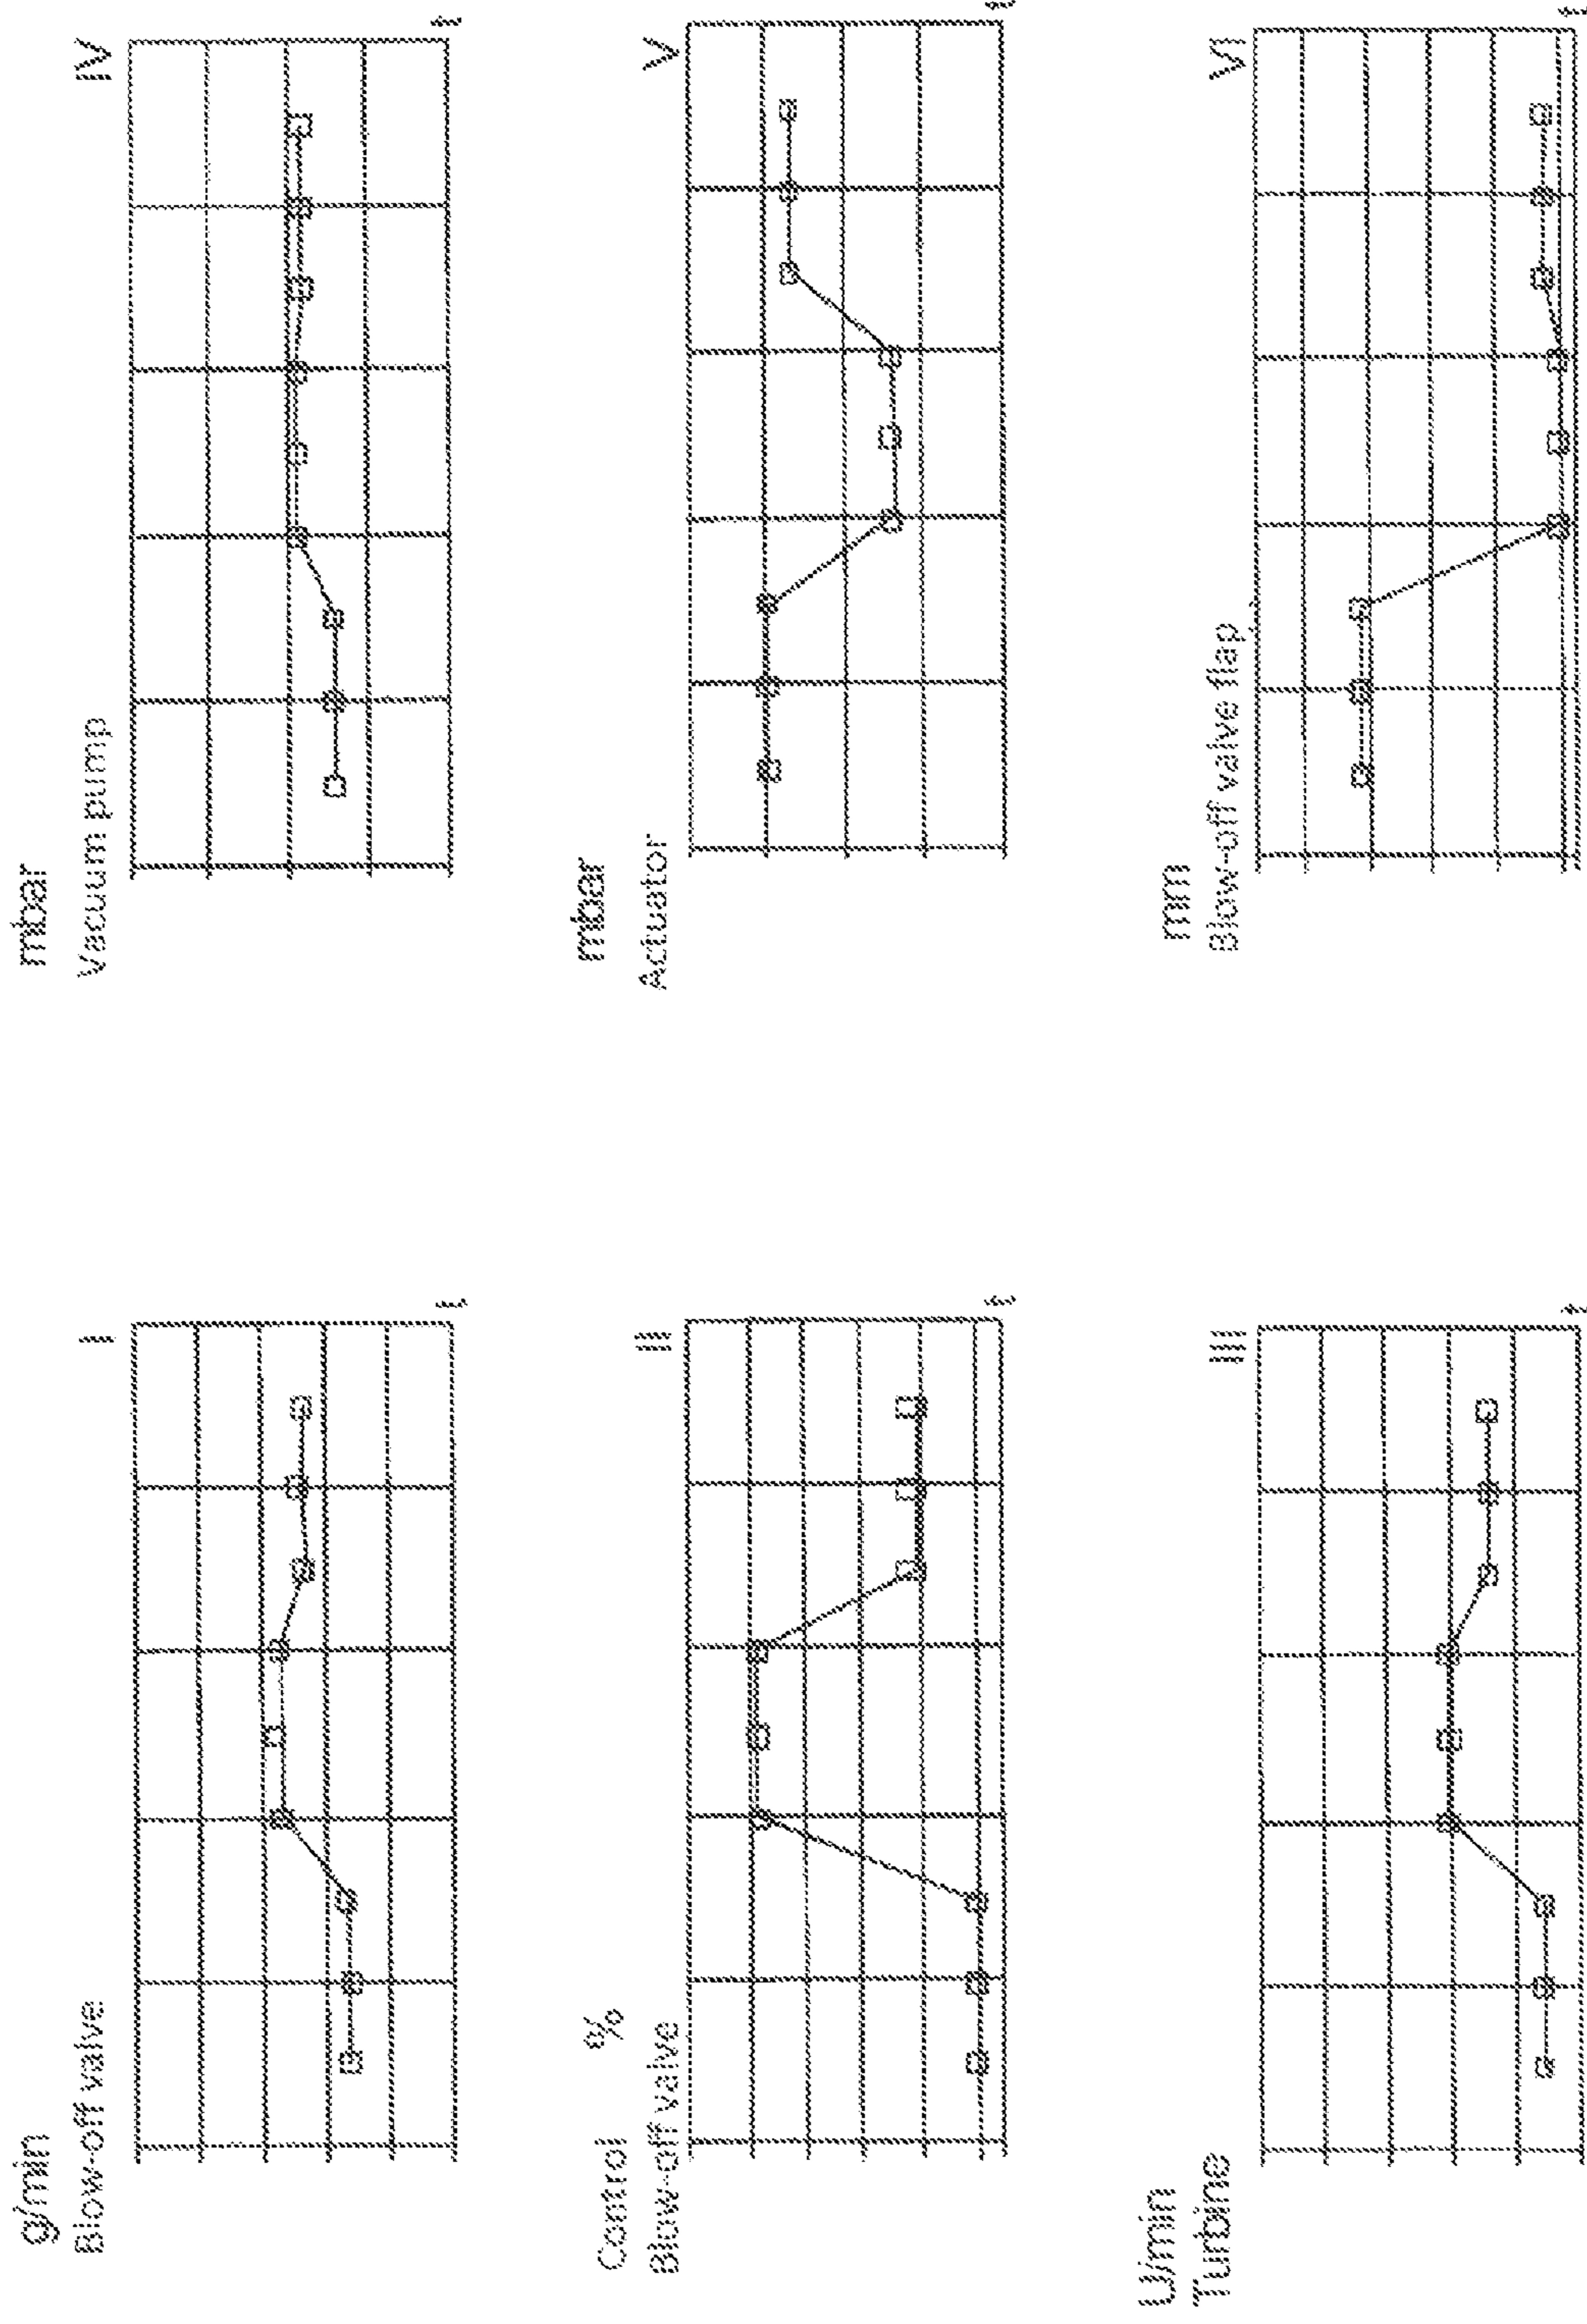 g/min
Blow-off valve
I
t
Control %
Blow-off valve
II
t
U/min
Turbine
III
t
mbar
Vacuum pump
IV
t
mbar
Actuator
V
t
mm
Blow-off valve flap
VI
t